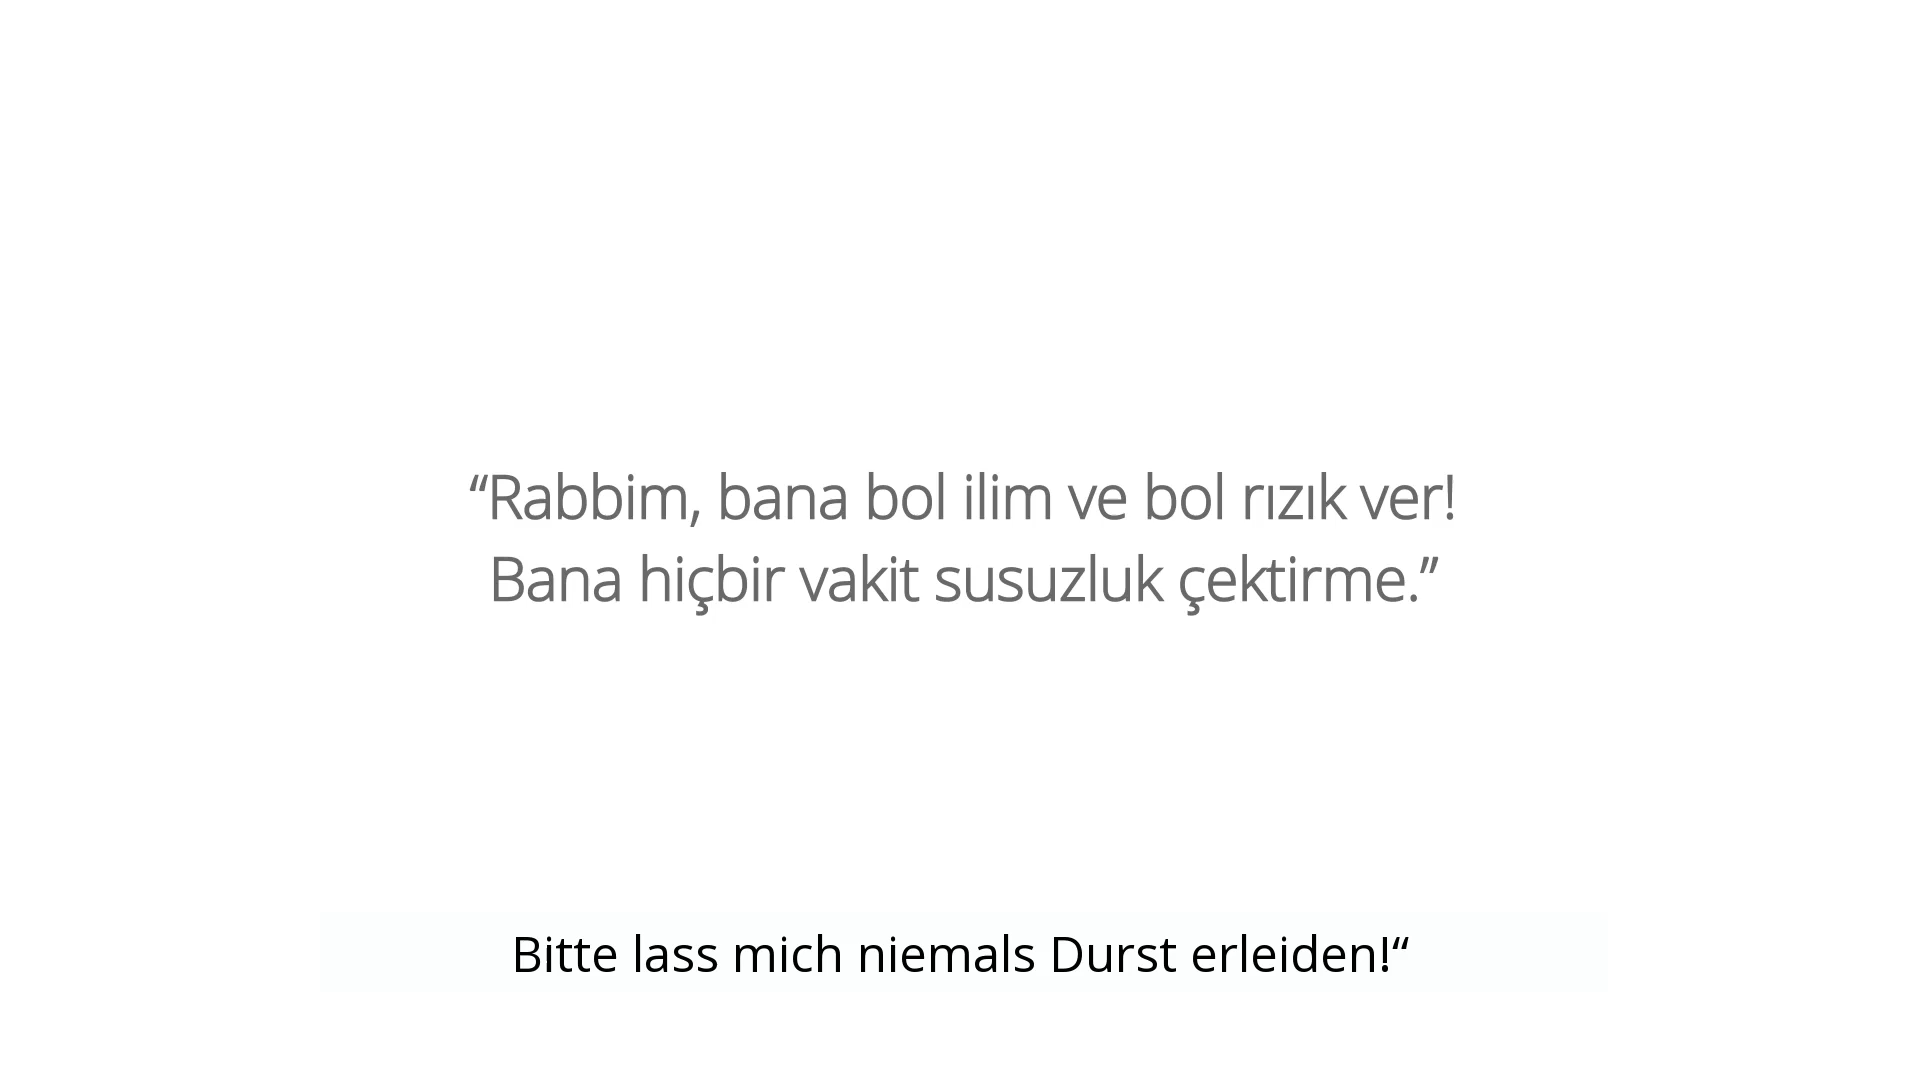 “Rabbim, bana bol ilim ve bol rızık ver!
Bana hiçbir vakit susuzluk çektirme.”
Bitte lass mich niemals Durst erleiden!“